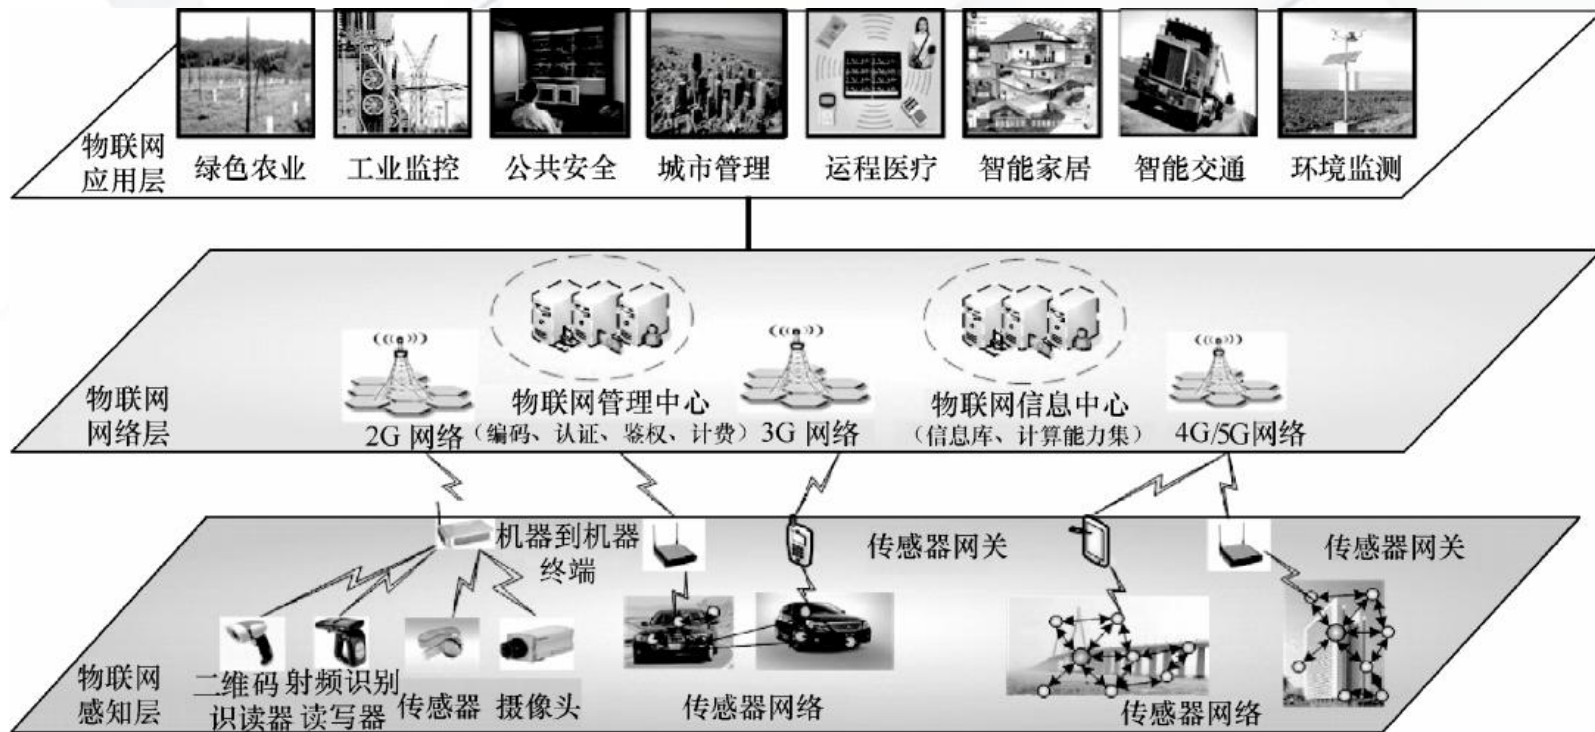 物联网
应用层
绿色农业
工业监控
公共安全
城市管理
运程医疗
智能家居
智能交通
环境监测
物联网
网络层
2G 网络
物联网管理中心
（编码、认证、鉴权、计费）
3G 网络
物联网信息中心
（信息库、计算能力集）
4G/5G网络
机器到机器
终端
传感器网关
传感器网关
物联网
感知层
二维码
识读器
射频识别
读写器
传感器
摄像头
传感器网络
传感器网络